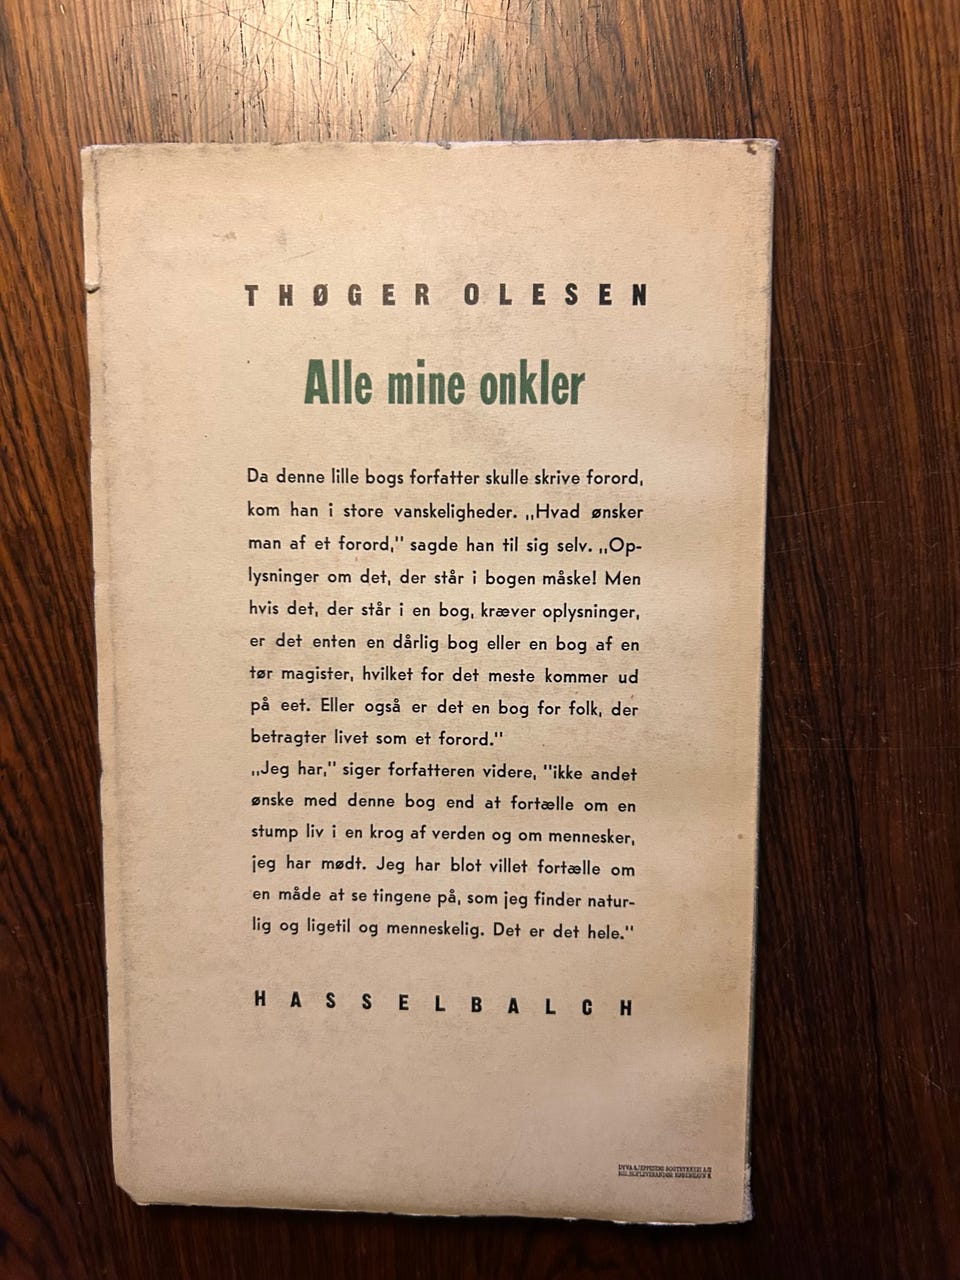 THØGER OLESEN
Alle mine onkler
Da denne lille bogs forfatter skulle skrive forord,
kom han i store vanskeligheder. „Hvad ønsker
man af et forord,” sagde han til sig selv. „Op-
lysninger om det, der står i bogen måske! Men
hvis det, der står i en bog, kræver oplysninger,
er det enten en dårlig bog eller en bog af en
tør magister, hvilket for det meste kommer ud
på eet. Eller også er det en bog for folk, der
betragter livet som et forord.”
„Jeg har,” siger forfatteren videre, ”ikke andet
ønske med denne bog end at fortælle om en
stump liv i en krog af verden og om mennesker,
jeg har mødt. Jeg har blot villet fortælle om
en måde at se tingene på, som jeg finder natur-
lig og ligetil og menneskelig. Det er det hele.”
HASSELBALCH
DYVA & JEPPESENS BOGTRYKKERI A/S
KGL. HOFLEVERANDØR KØBENHAVN K